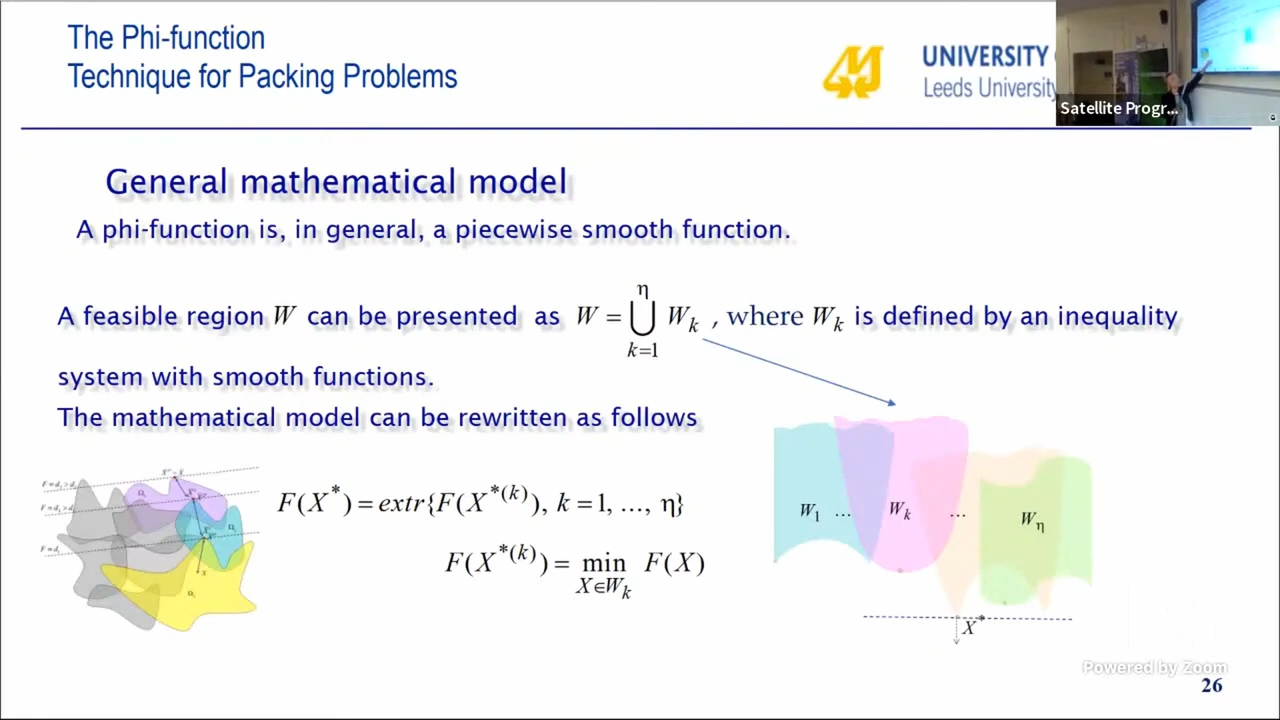 The Phi-function
Technique for Packing Problems
UNIVERSITY
Leeds University
Satellite Progr...
General mathematical model
A phi-function is, in general, a piecewise smooth function.
A feasible region W can be presented as W = ⋃_{k=1}^{η} W_k , where W_k is defined by an inequality
system with smooth functions.
The mathematical model can be rewritten as follows
F(X^*) = extr{F(X^{*(k)}), k = 1, ..., η}
F(X^{*(k)}) = min_{X∈W_k} F(X)
W_1 ... W_k ... W_η
X^*
Powered by Zoom
26